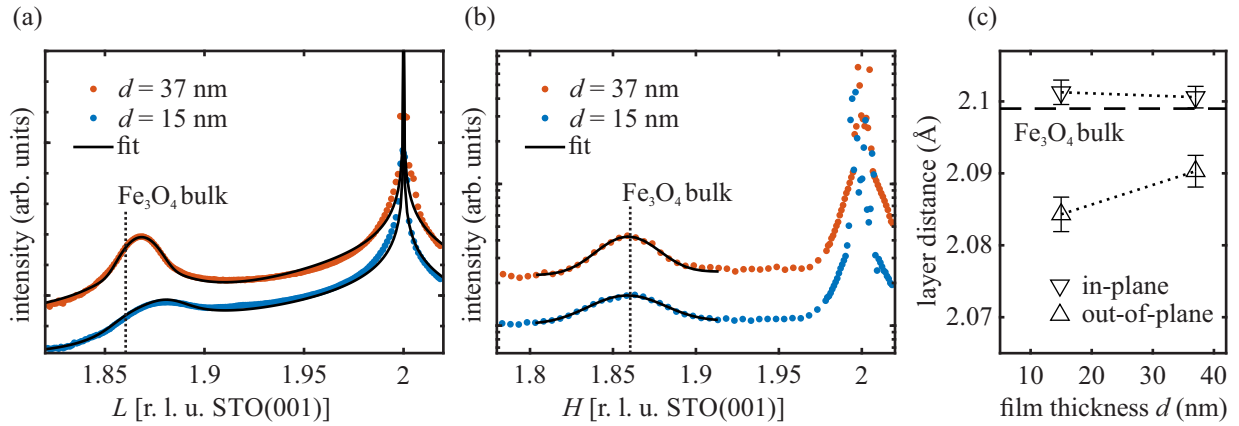 (a)
d = 37 nm
d = 15 nm
fit
Fe₃O₄ bulk
intensity (arb. units)
1.85 1.9 1.95 2
L [r. l. u. STO(001)]
(b)
d = 37 nm
d = 15 nm
fit
Fe₃O₄ bulk
intensity (arb. units)
1.8 1.85 1.9 1.95 2
H [r. l. u. STO(001)]
(c)
2.1
2.09
2.08
2.07
layer distance (Å)
Fe₃O₄ bulk
in-plane
out-of-plane
10 20 30 40
film thickness d (nm)